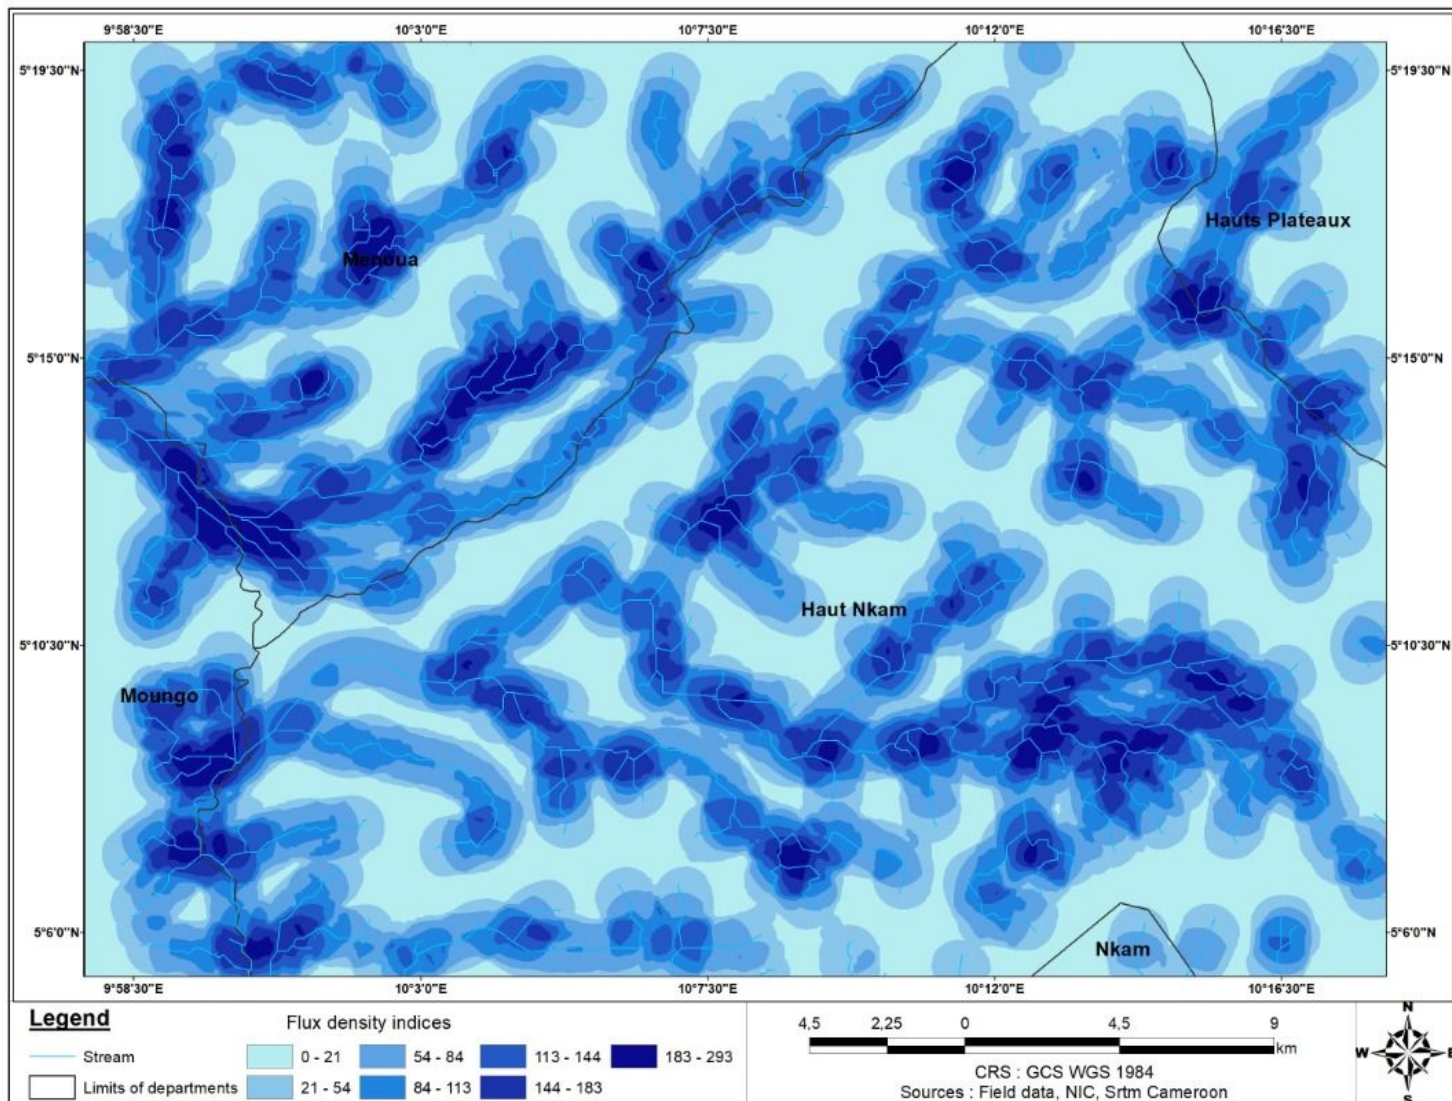 9°58'30"E 10°3'0"E 10°7'30"E 10°12'0"E 10°16'30"E
5°19'30"N 5°19'30"N
Hauts Plateaux
Menoua
5°15'0"N 5°15'0"N
Haut Nkam
5°10'30"N 5°10'30"N
Moungo
5°6'0"N 5°6'0"N
Nkam
9°58'30"E 10°3'0"E 10°7'30"E 10°12'0"E 10°16'30"E
Legend
Flux density indices
Stream
Limits of departments
0 - 21
21 - 54
54 - 84
84 - 113
113 - 144
144 - 183
183 - 293
4,5 2,25 0 4,5 9
km
CRS : GCS WGS 1984
Sources : Field data, NIC, Srtm Cameroon
N
W E
S